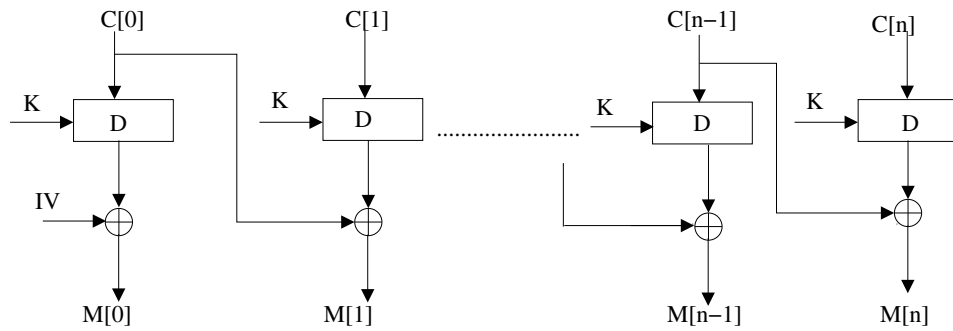 C[0] C[1] C[n−1] C[n]
K K K K
D D D D
IV
M[0] M[1] M[n−1] M[n]